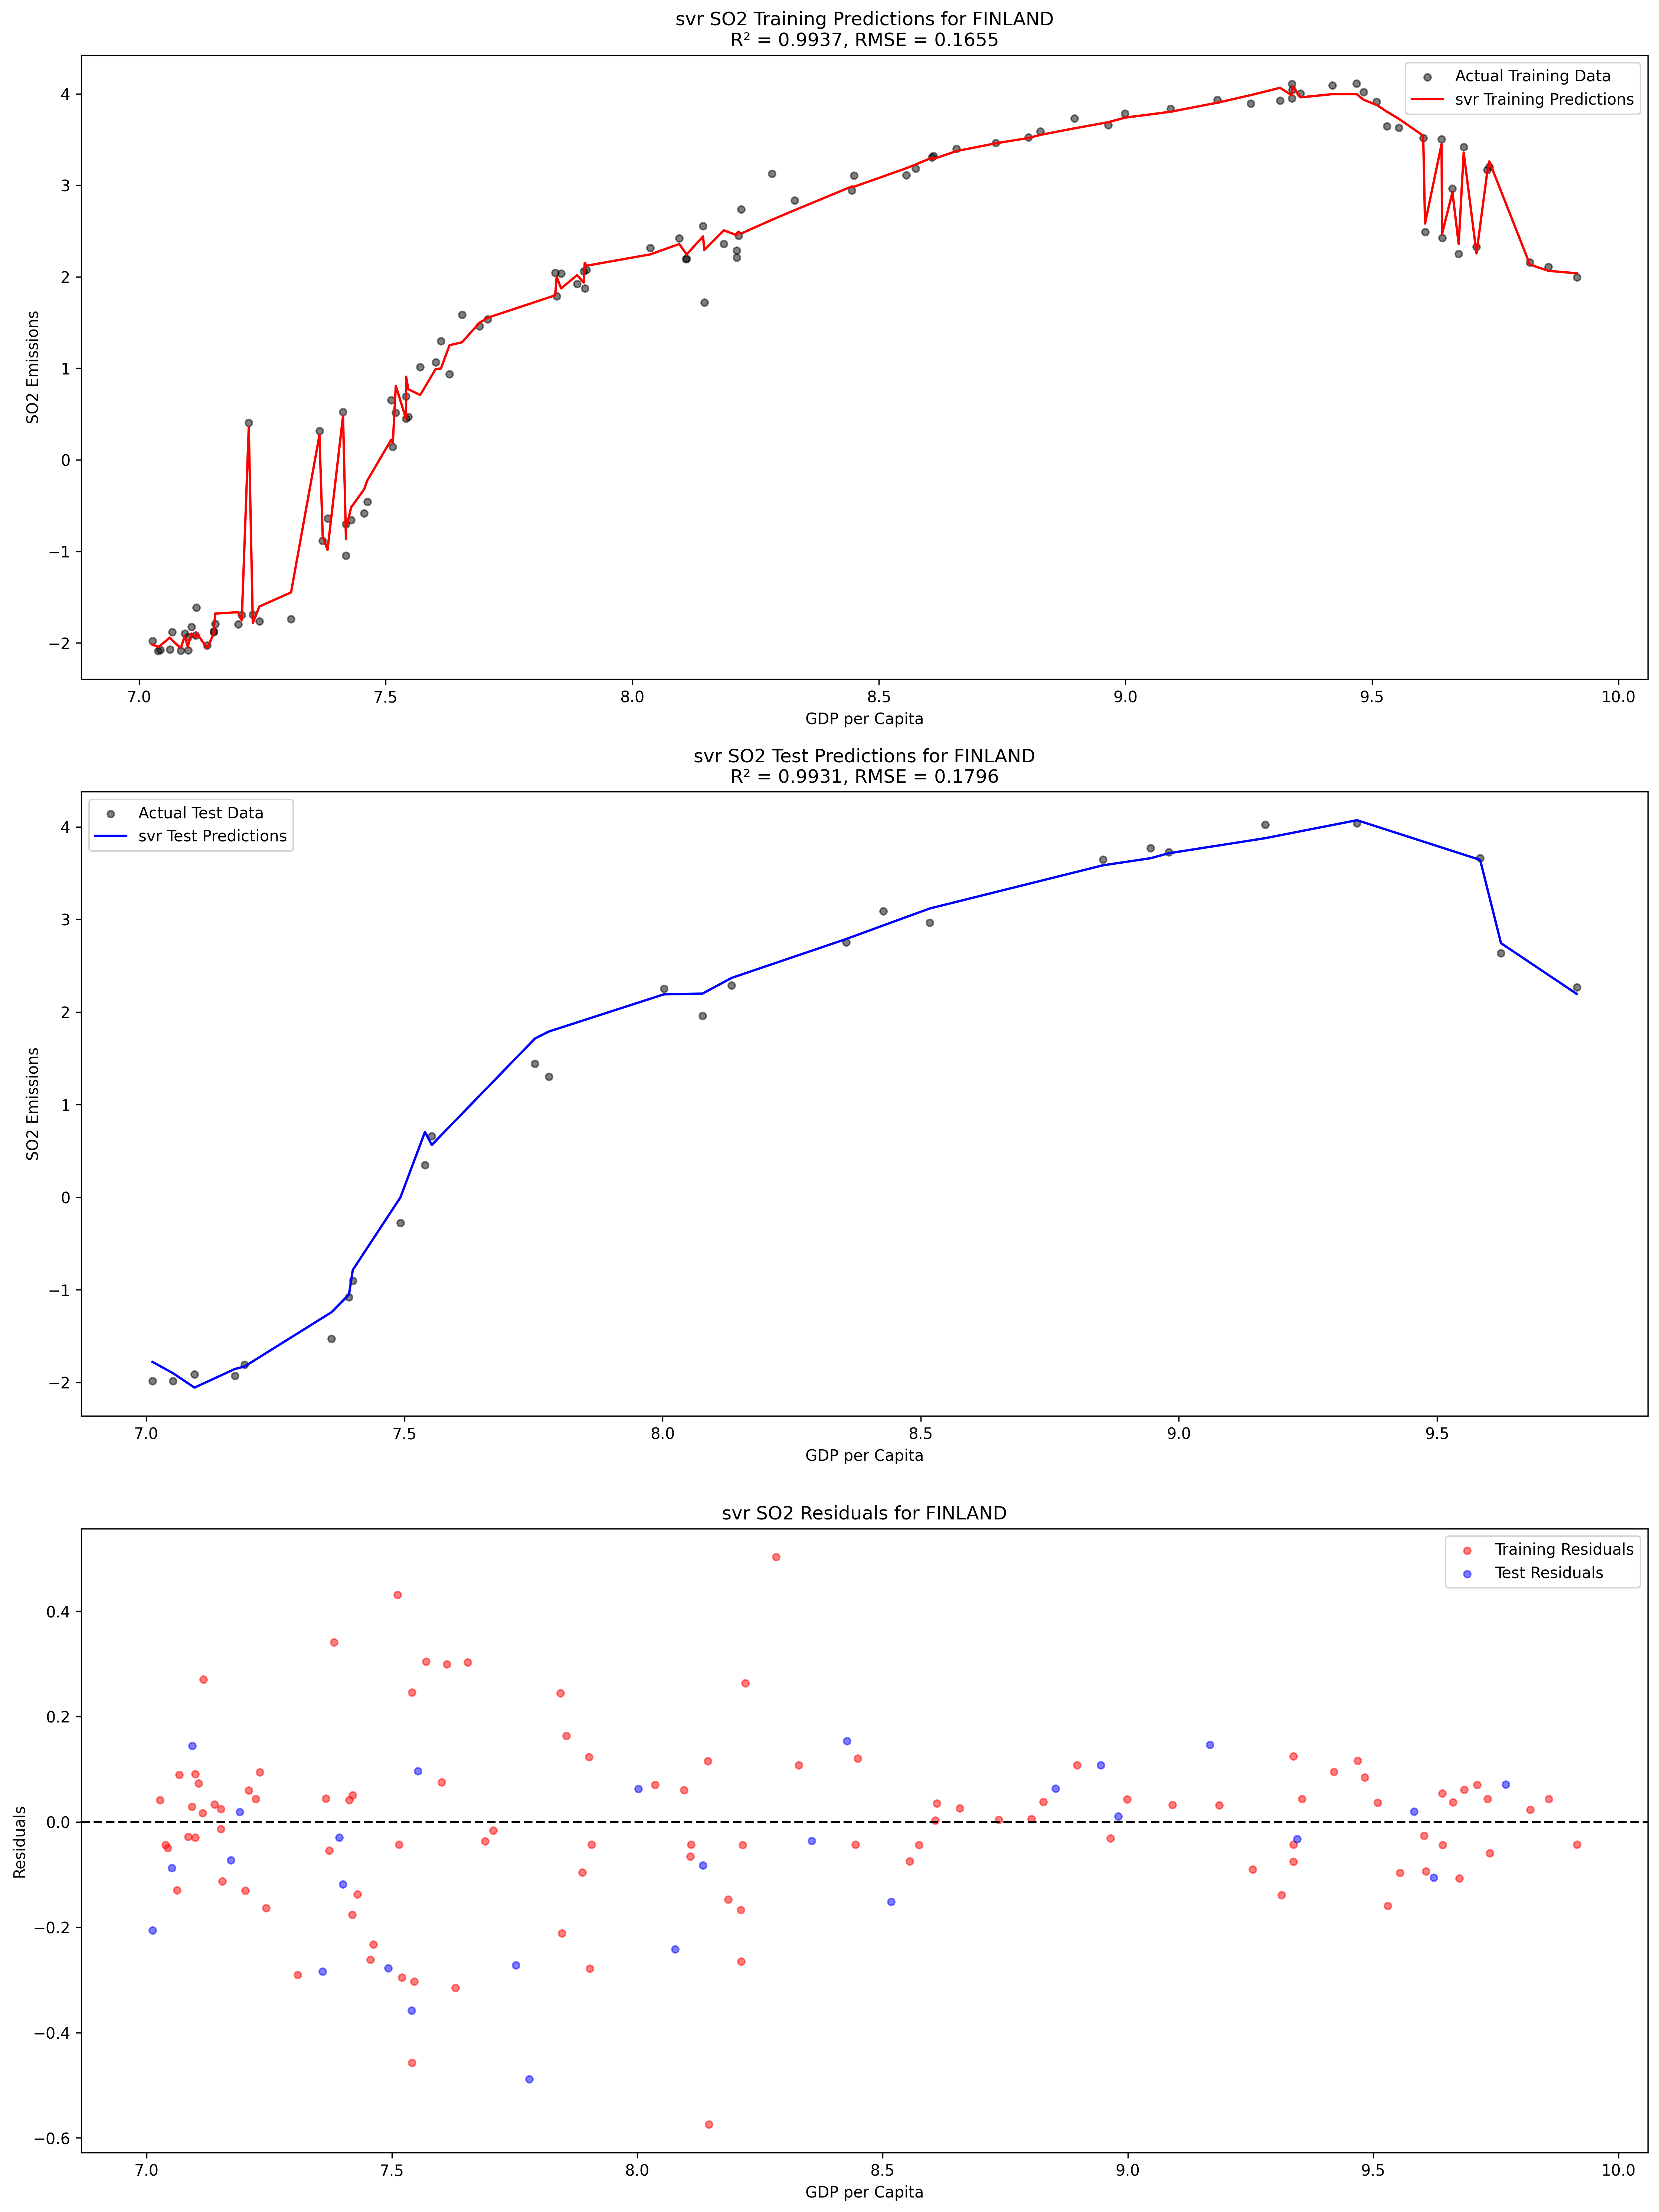 svr SO2 Training Predictions for FINLAND
R² = 0.9937, RMSE = 0.1655
Actual Training Data
svr Training Predictions
4
3
2
1
0
−1
−2
SO2 Emissions
7.0 7.5 8.0 8.5 9.0 9.5 10.0
GDP per Capita
svr SO2 Test Predictions for FINLAND
R² = 0.9931, RMSE = 0.1796
Actual Test Data
svr Test Predictions
4
3
2
1
0
−1
−2
SO2 Emissions
7.0 7.5 8.0 8.5 9.0 9.5
GDP per Capita
svr SO2 Residuals for FINLAND
Training Residuals
Test Residuals
0.4
0.2
0.0
−0.2
−0.4
−0.6
Residuals
7.0 7.5 8.0 8.5 9.0 9.5 10.0
GDP per Capita